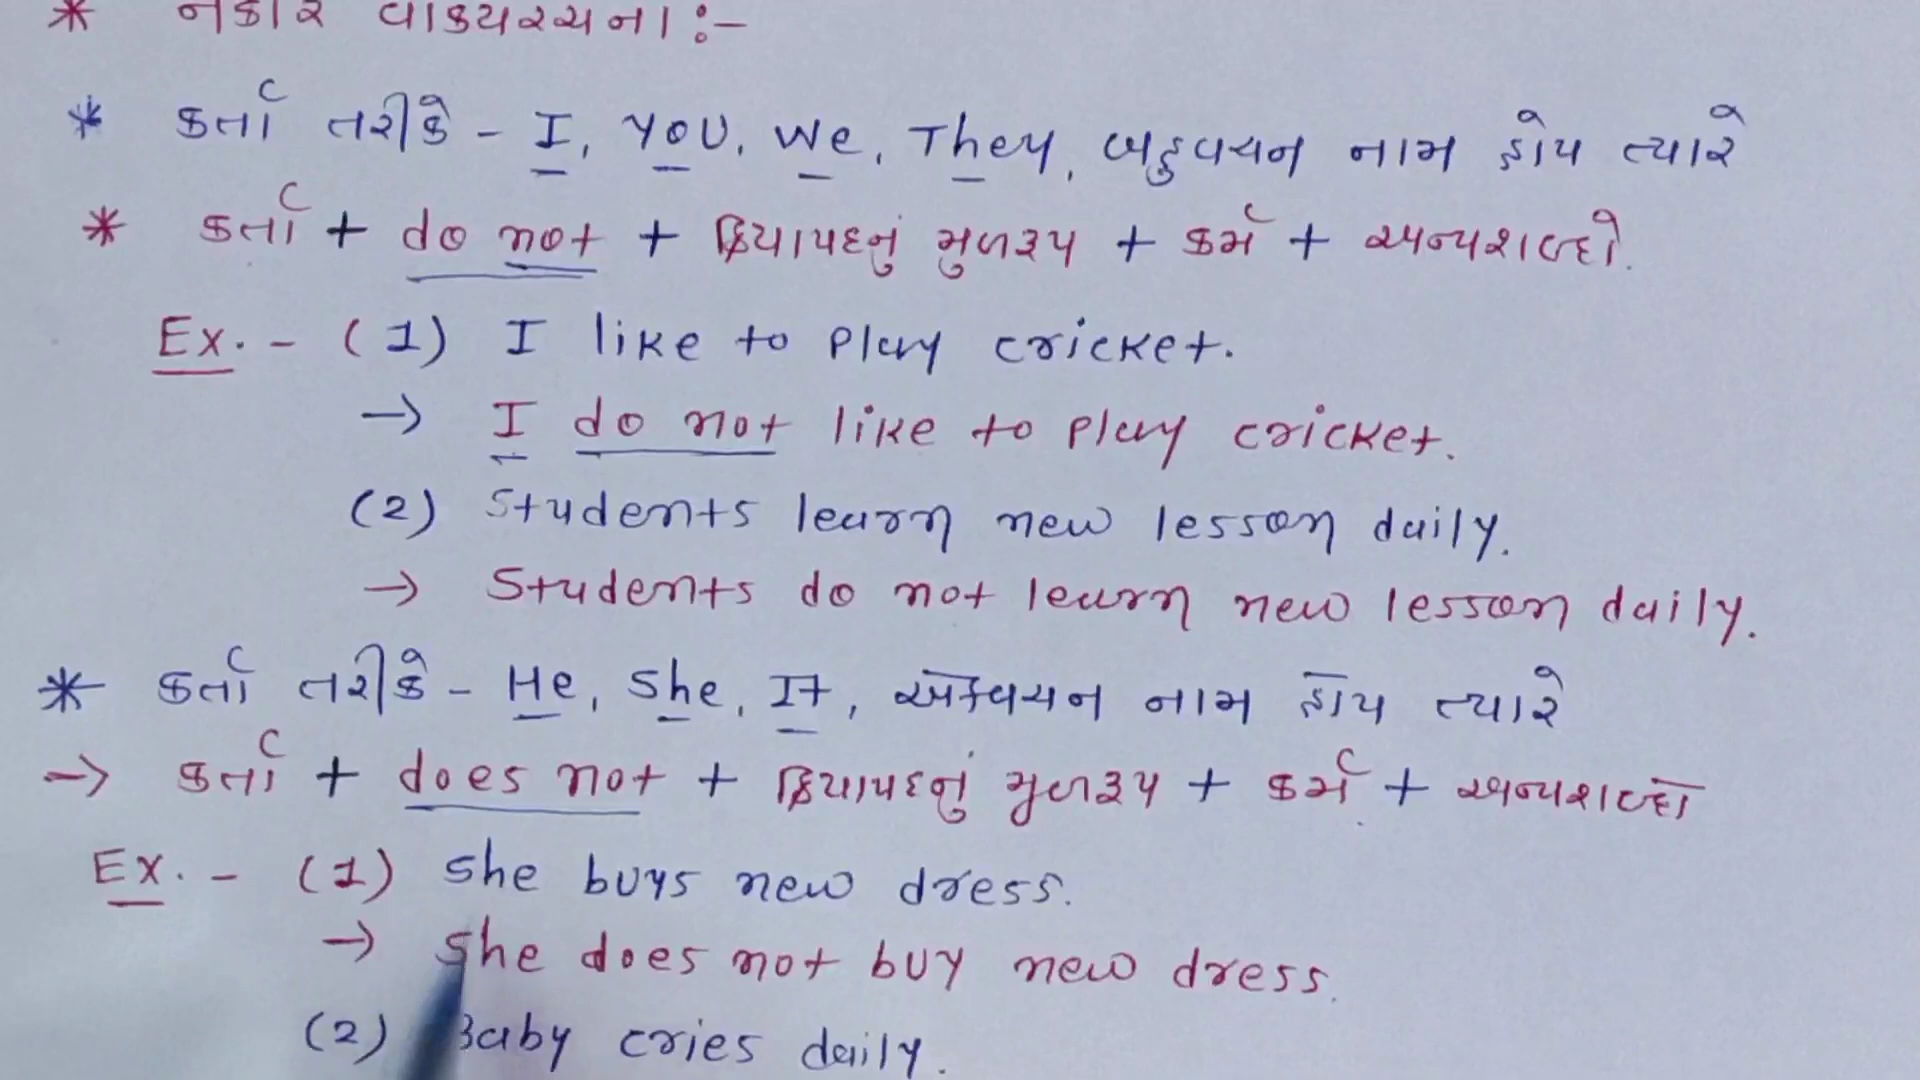 * નકાર વાક્યરચના :-
* કર્તા તરીકે - I, YOU, We, They, બહુવચન નામ હોય ત્યારે
* કર્તા + do not + ક્રિયાપદનું મુળરૂપ + કર્મ + અન્યશબ્દો.
Ex. - (1) I like to play cricket.
→ I do not like to play cricket.
(2) Students learn new lesson daily.
→ Students do not learn new lesson daily.
* કર્તા તરીકે - He, She, It, એકવચન નામ હોય ત્યારે
→ કર્તા + does not + ક્રિયાપદનું મૂળરૂપ + કર્મ + અન્યશબ્દો
Ex. - (1) She buys new dress.
→ She does not buy new dress.
(2) Baby cries daily.